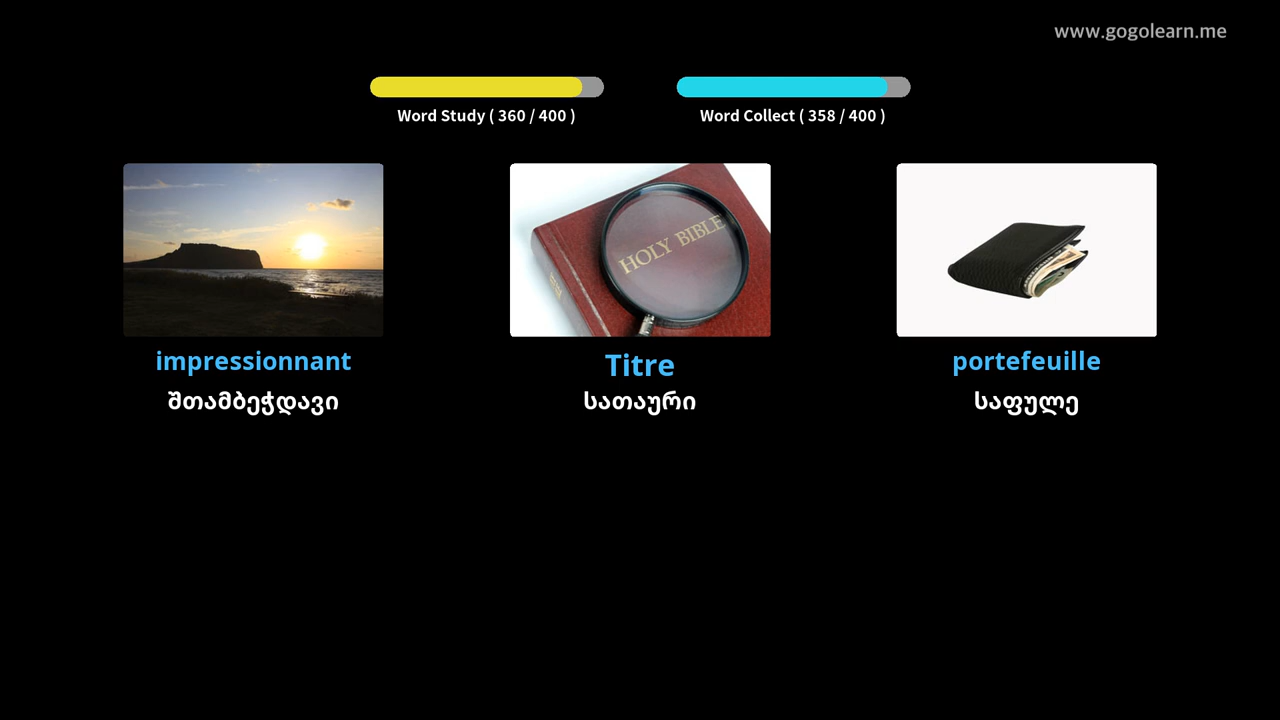 www.gogolearn.me
Word Study ( 360 / 400 )
Word Collect ( 358 / 400 )
HOLY BIBLE
impressionnant
Titre
portefeuille
შთამბეჭდავი
სათაური
საფულე